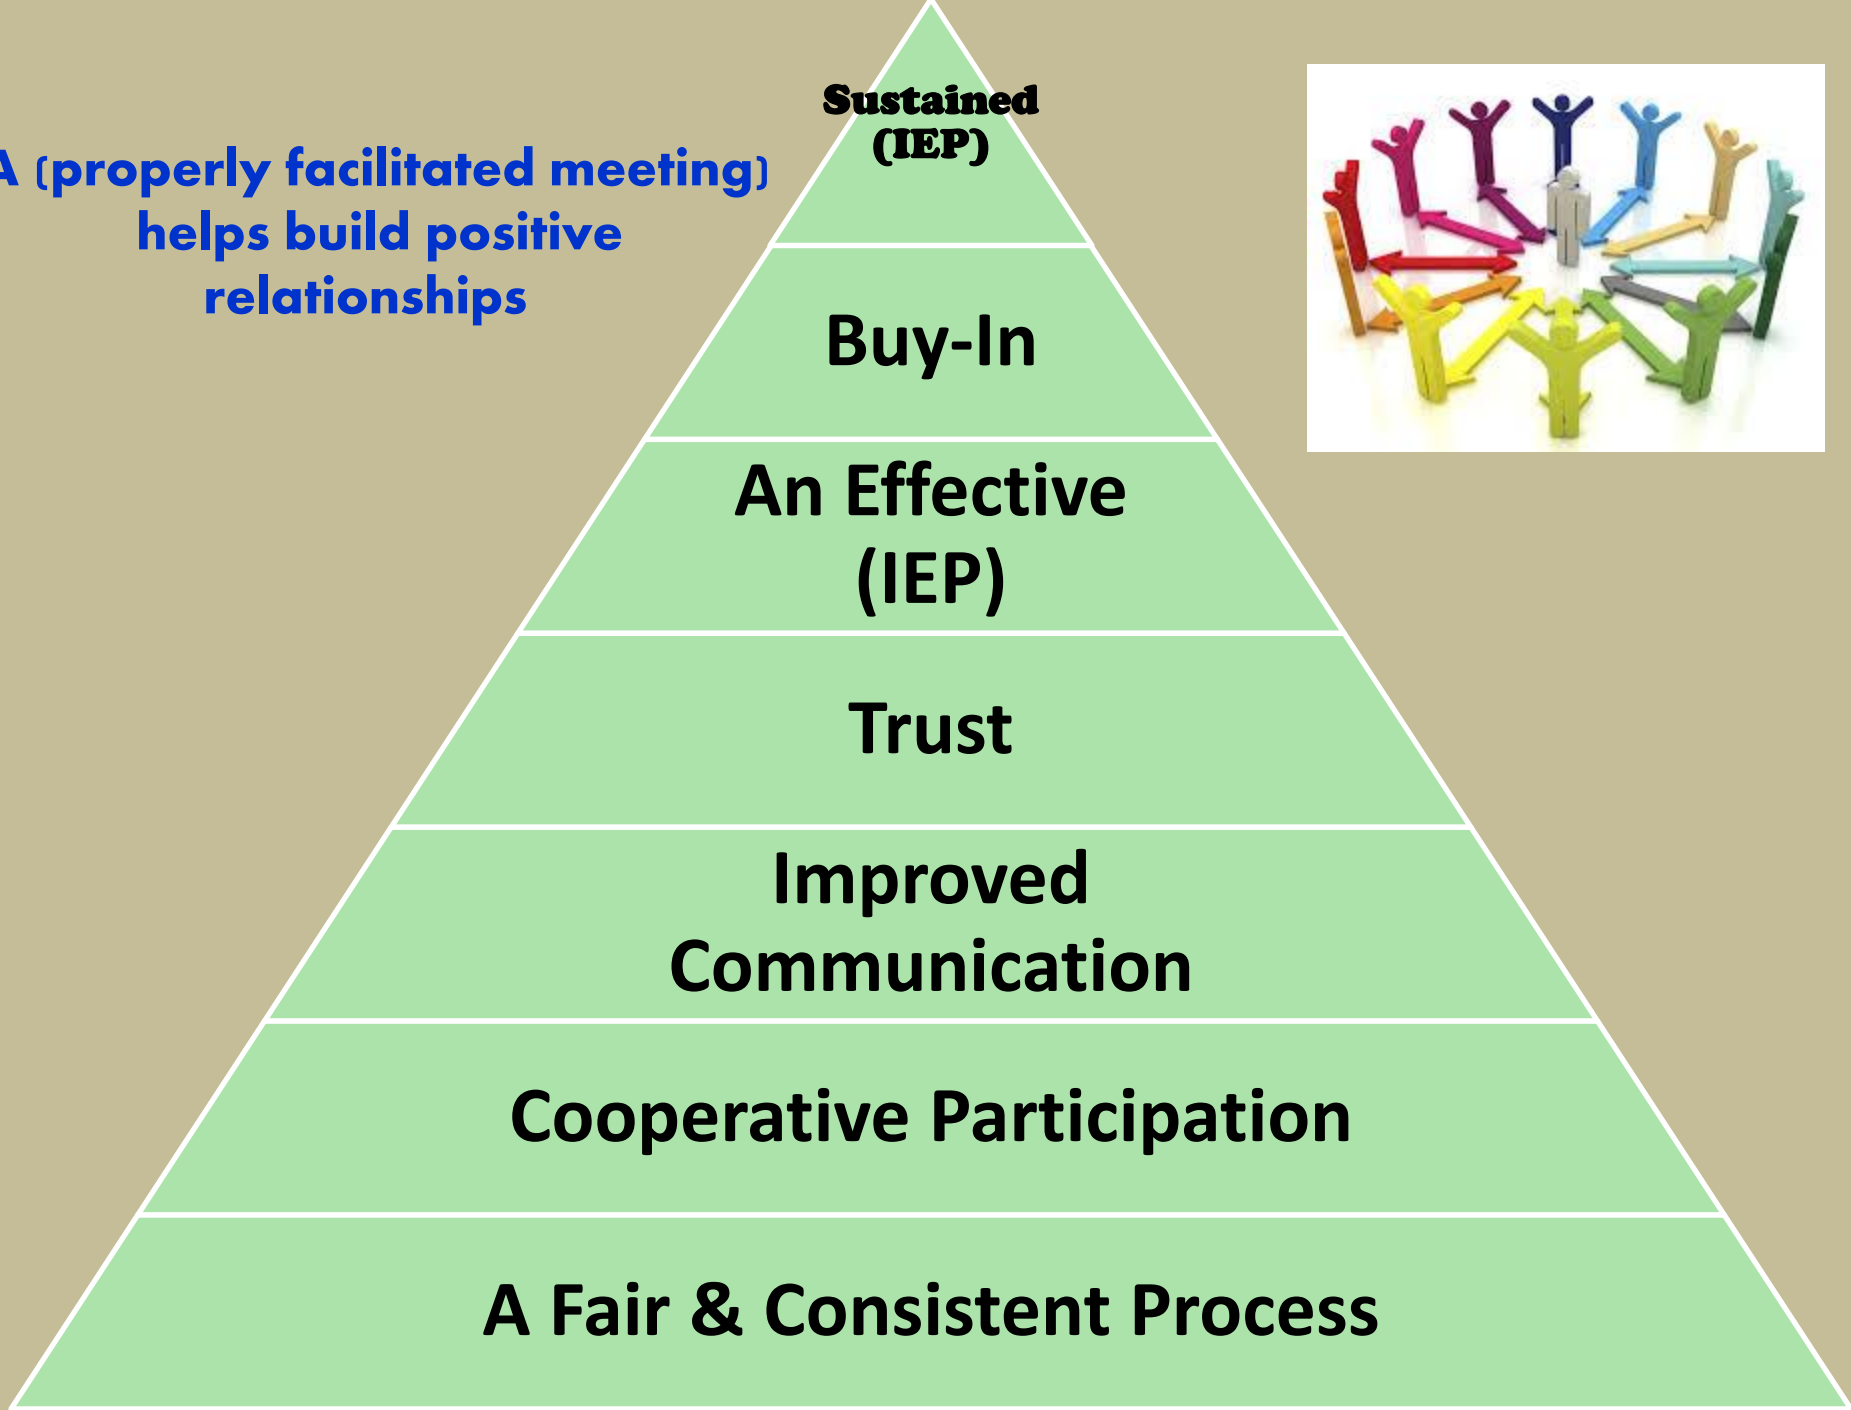 A (properly facilitated meeting)
helps build positive
relationships
Sustained
(IEP)
Buy-In
An Effective
(IEP)
Trust
Improved
Communication
Cooperative Participation
A Fair & Consistent Process